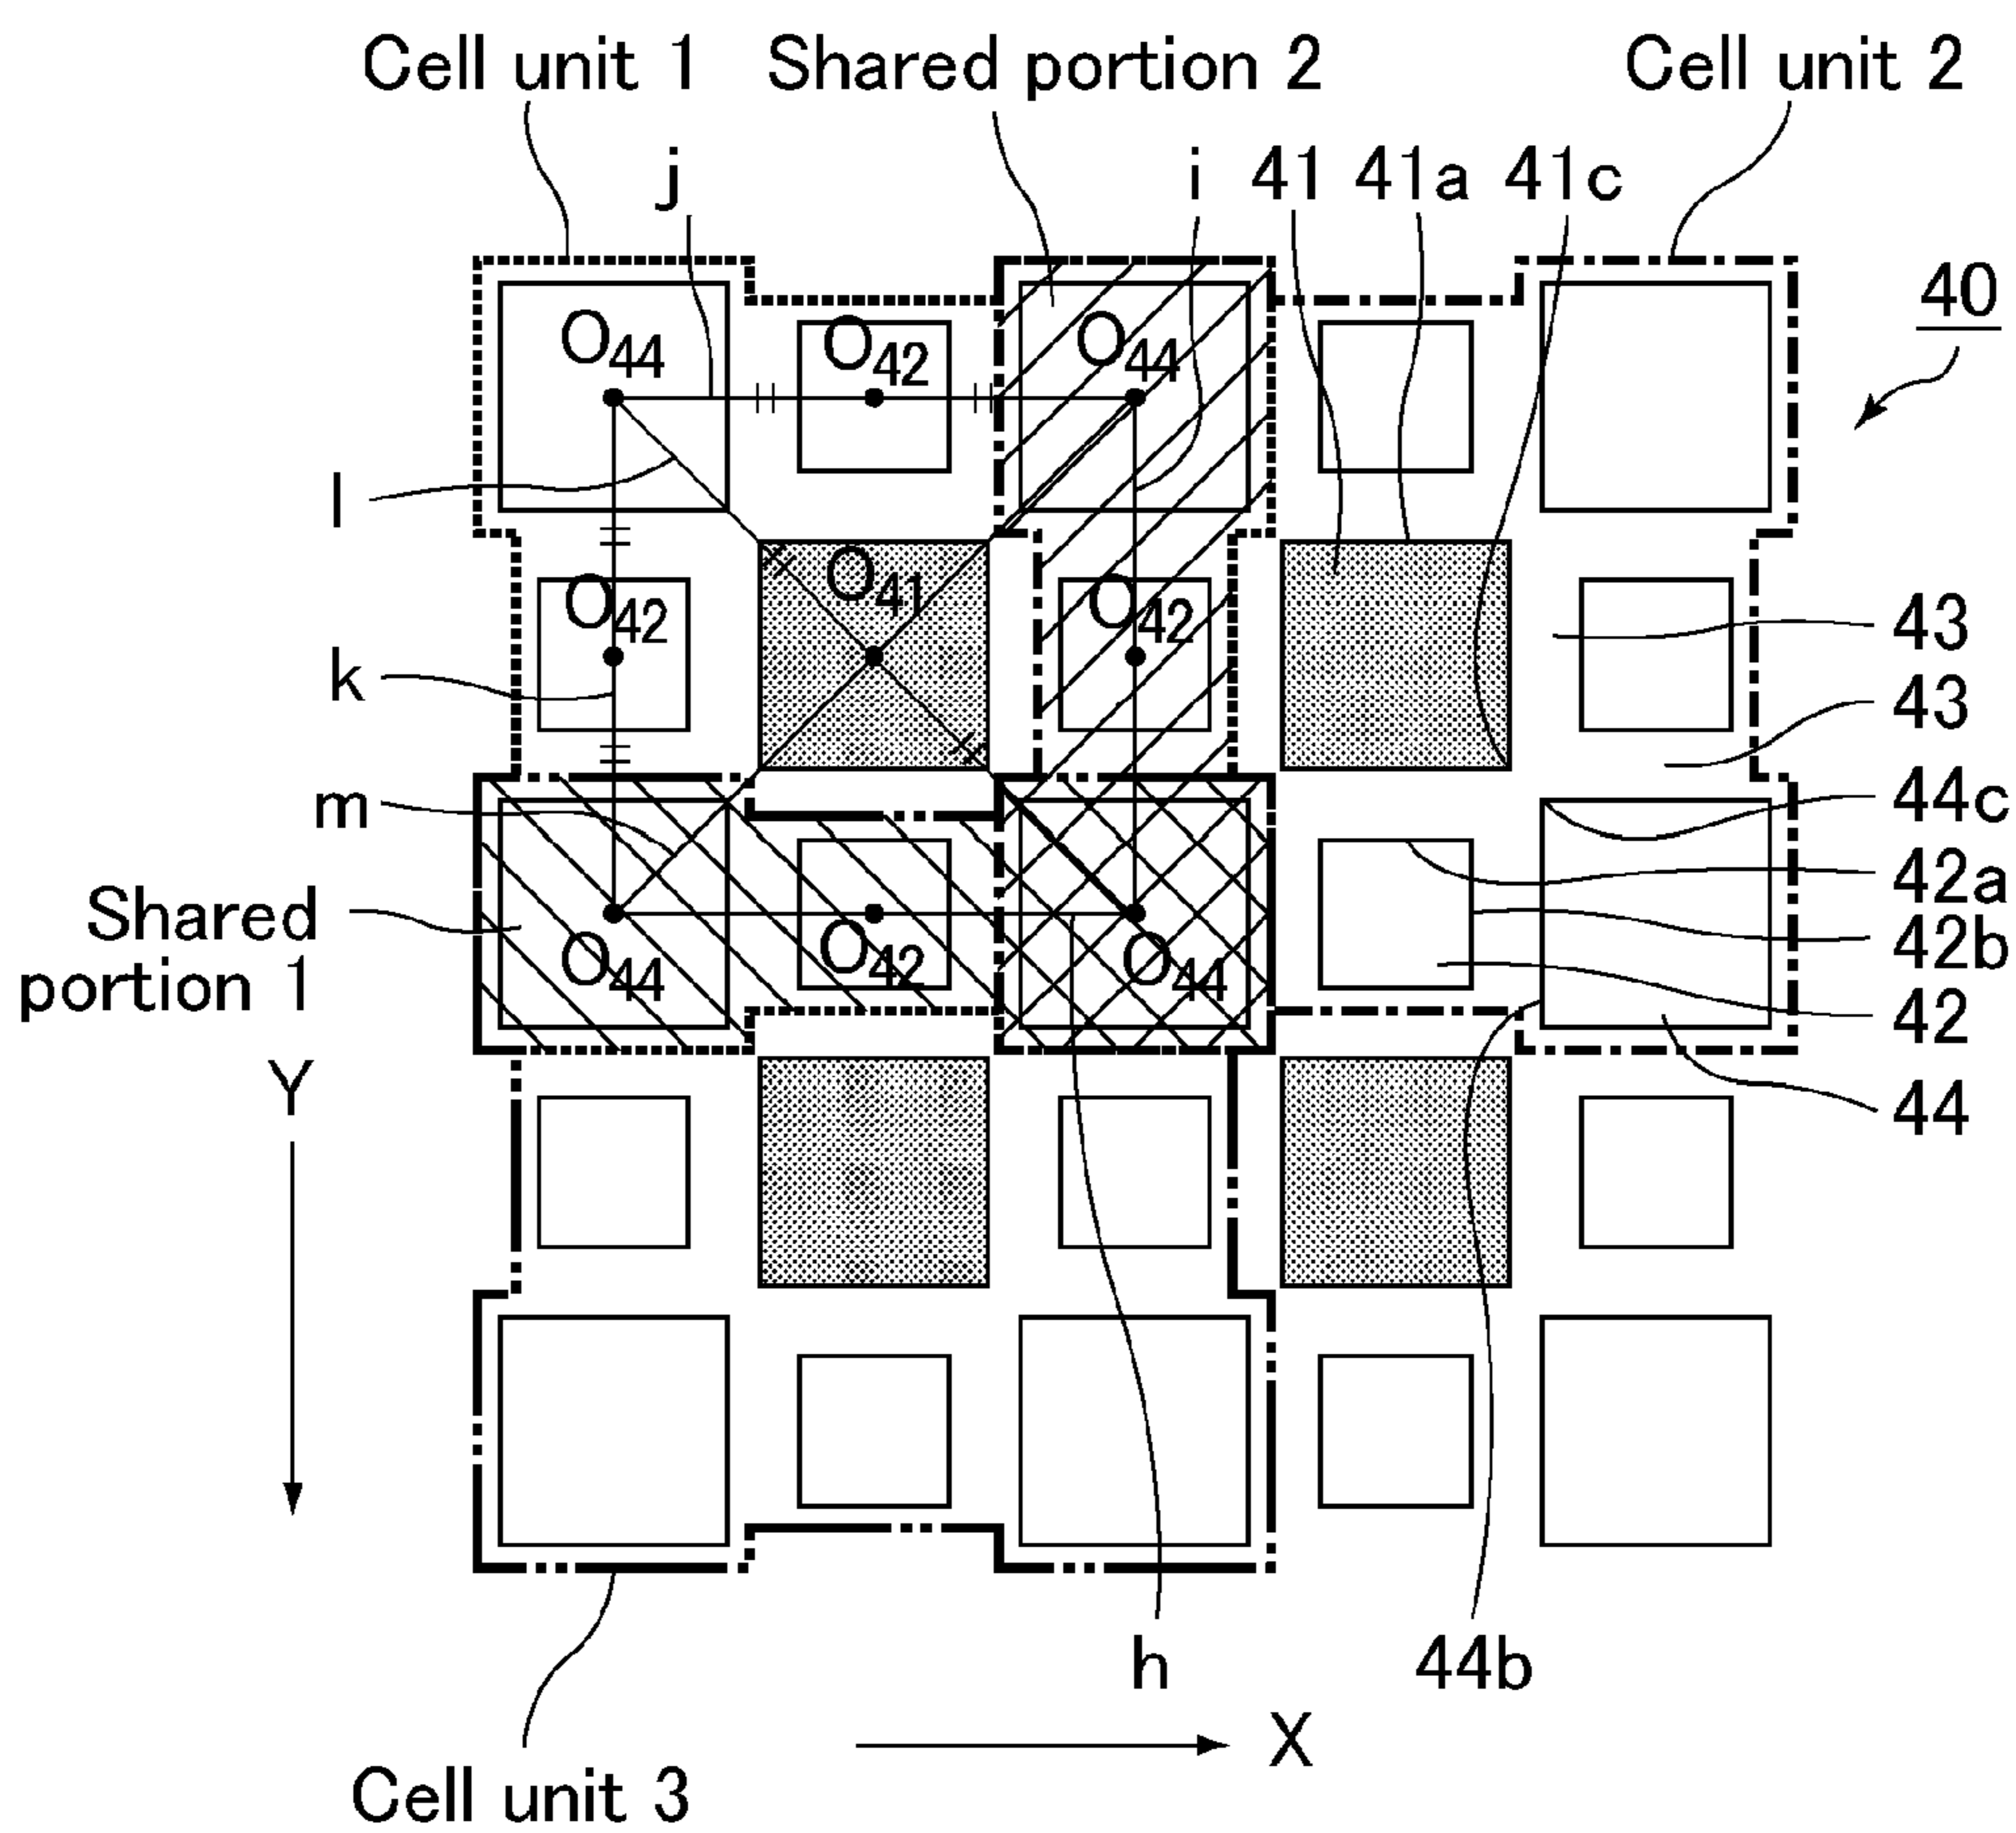 Cell unit 1 Shared portion 2 Cell unit 2
j i 41 41a 41c
40
O44 O42 O44
l
O42 O41 O42
43
k
43
m
44c
42a
Shared
portion 1
O44 O42 O44
42b
42
Y
44
h 44b
X
Cell unit 3